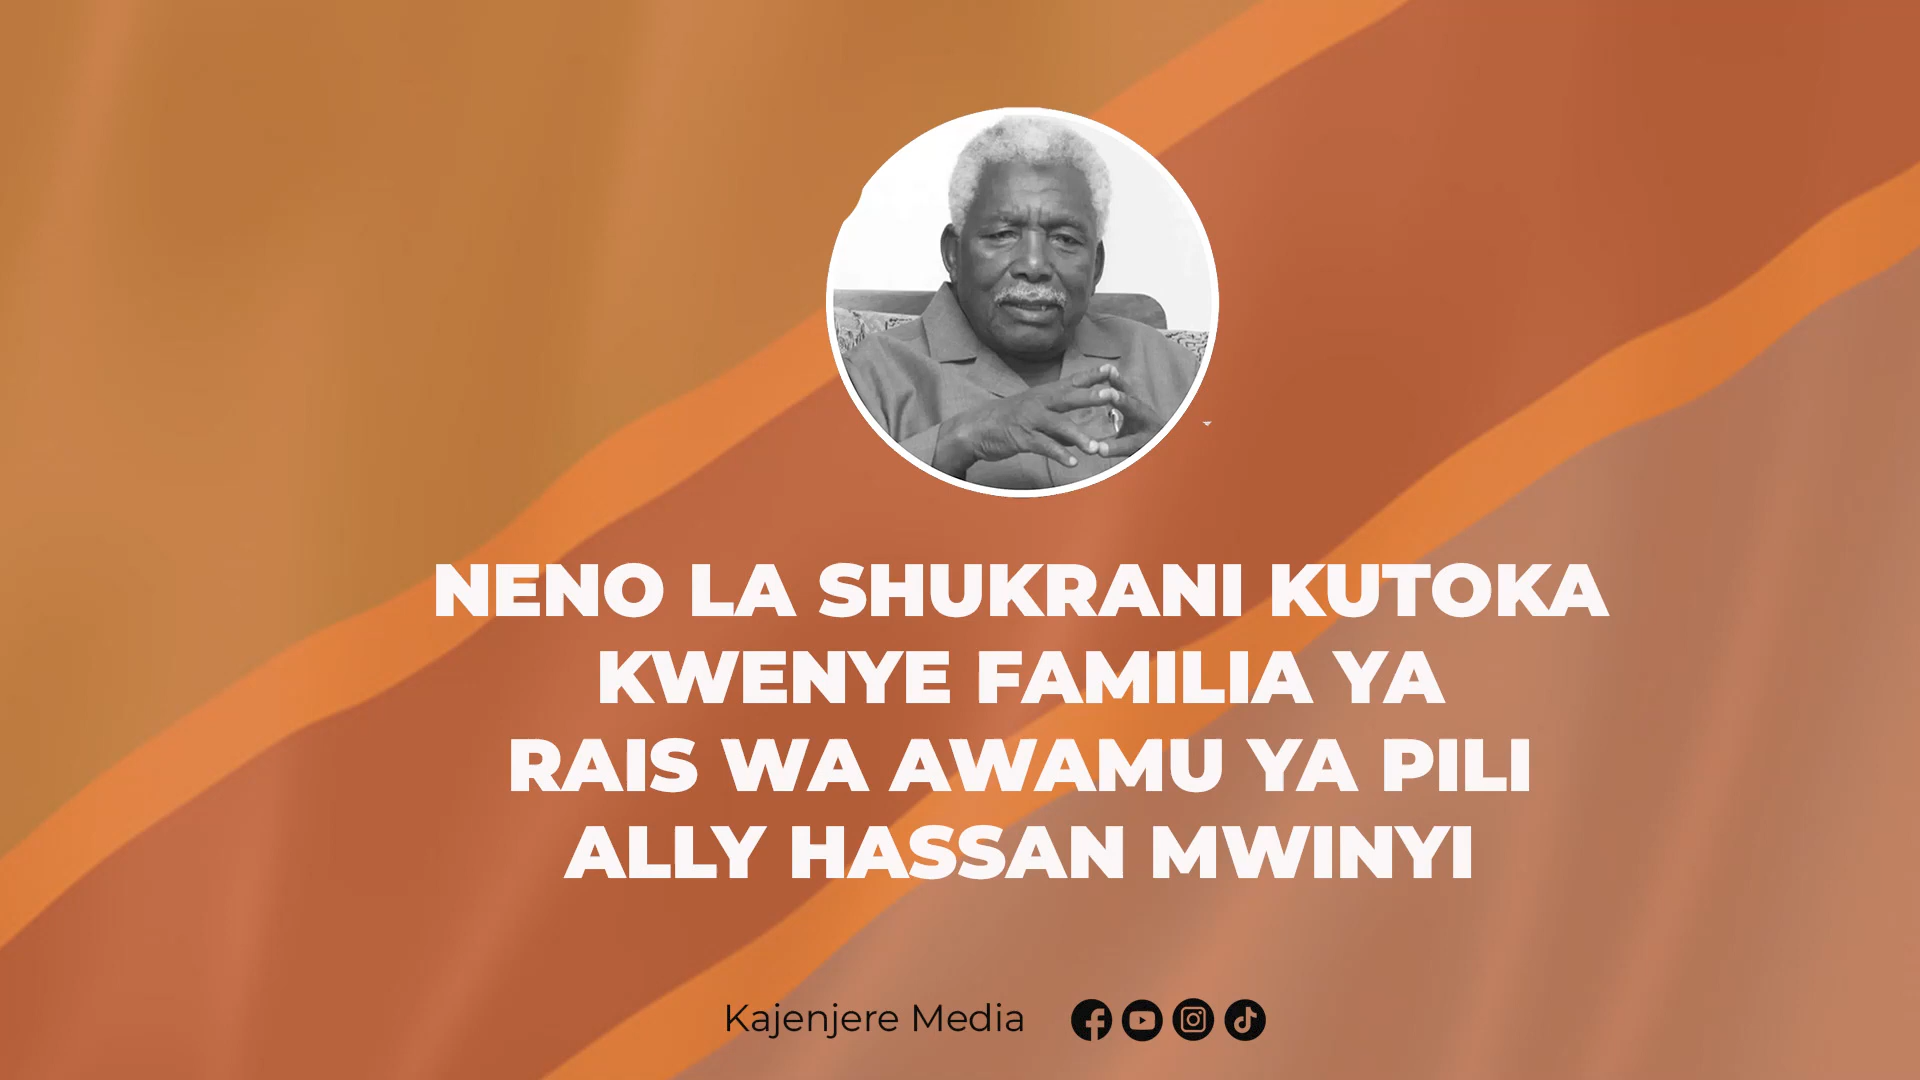 NENO LA SHUKRANI KUTOKA
KWENYE FAMILIA YA
RAIS WA AWAMU YA PILI
ALLY HASSAN MWINYI
Kajenjere Media